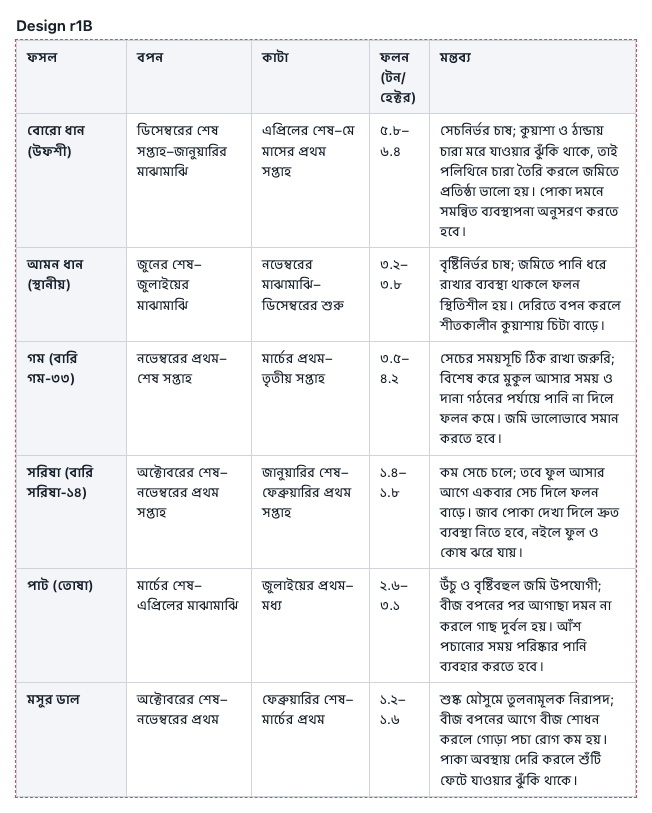 Design r1B
ফসল
বপন
কাটা
ফলন
(টন/
হেক্টর)
মন্তব্য
বোরো ধান
(উফশী)
ডিসেম্বরের শেষ
সপ্তাহ–জানুয়ারির
মাঝামাঝি
এপ্রিলের শেষ–মে
মাসের প্রথম
সপ্তাহ
৫.৮–
৬.৪
সেচনির্ভর চাষ; কুয়াশা ও ঠান্ডায়
চারা মরে যাওয়ার ঝুঁকি থাকে, তাই
পলিথিনে চারা তৈরি করলে জমিতে
প্রতিষ্ঠা ভালো হয়। পোকা দমনে
সমন্বিত ব্যবস্থাপনা অনুসরণ করতে
হবে।
আমন ধান
(স্থানীয়)
জুনের শেষ–
জুলাইয়ের
মাঝামাঝি
নভেম্বরের
মাঝামাঝি–
ডিসেম্বরের শুরু
৩.২–
৩.৮
বৃষ্টিনির্ভর চাষ; জমিতে পানি ধরে
রাখার ব্যবস্থা থাকলে ফলন
স্থিতিশীল হয়। দেরিতে বপন করলে
শীতকালীন কুয়াশায় চিটা বাড়ে।
গম (বারি
গম-৩৩)
নভেম্বরের প্রথম–
শেষ সপ্তাহ
মার্চের প্রথম–
তৃতীয় সপ্তাহ
৩.৫–
৪.২
সেচের সময়সূচি ঠিক রাখা জরুরি;
বিশেষ করে মুকুল আসার সময় ও
দানা গঠনের পর্যায়ে পানি না দিলে
ফলন কমে। জমি ভালোভাবে সমান
করতে হবে।
সরিষা (বারি
সরিষা-১৪)
অক্টোবরের শেষ–
নভেম্বরের প্রথম
সপ্তাহ
জানুয়ারির শেষ–
ফেব্রুয়ারির প্রথম
সপ্তাহ
১.৪–
১.৮
কম সেচে চলে; তবে ফুল আসার
আগে একবার সেচ দিলে ফলন
বাড়ে। জাব পোকা দেখা দিলে দ্রুত
ব্যবস্থা নিতে হবে, নইলে ফুল ও
কোষ ঝরে যায়।
পাট (তোষা)
মার্চের শেষ–
এপ্রিলের মাঝামাঝি
জুলাইয়ের প্রথম–
মধ্য
২.৬–
৩.১
উঁচু ও বৃষ্টিবহুল জমি উপযোগী;
বীজ বপনের পর আগাছা দমন না
করলে গাছ দুর্বল হয়। আঁশ
পচানোর সময় পরিষ্কার পানি
ব্যবহার করতে হবে।
মসুর ডাল
অক্টোবরের শেষ–
নভেম্বরের প্রথম
ফেব্রুয়ারির শেষ–
মার্চের প্রথম
১.২–
১.৬
শুষ্ক মৌসুমে তুলনামূলক নিরাপদ;
বীজ বপনের আগে বীজ শোধন
করলে গোড়া পচা রোগ কম হয়।
পাকা অবস্থায় দেরি করলে শুঁটি
ফেটে যাওয়ার ঝুঁকি থাকে।